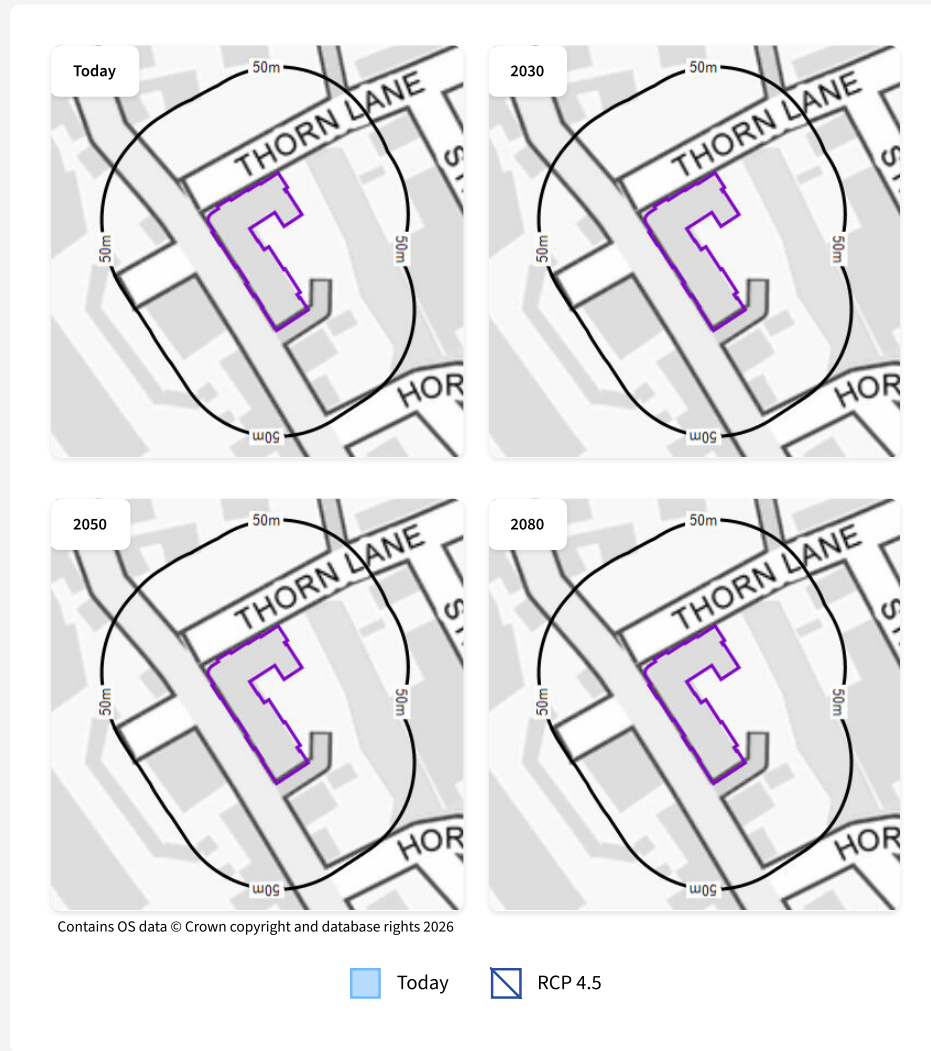 Today
2030
50m
50m
THORN LANE
THORN LANE
S
S
50m
50m
50m
50m
HOR
HOR
50m
50m
2050
2080
50m
50m
THORN LANE
THORN LANE
S
S
50m
50m
50m
50m
HOR
HOR
50m
50m
Contains OS data © Crown copyright and database rights 2026
Today
RCP 4.5